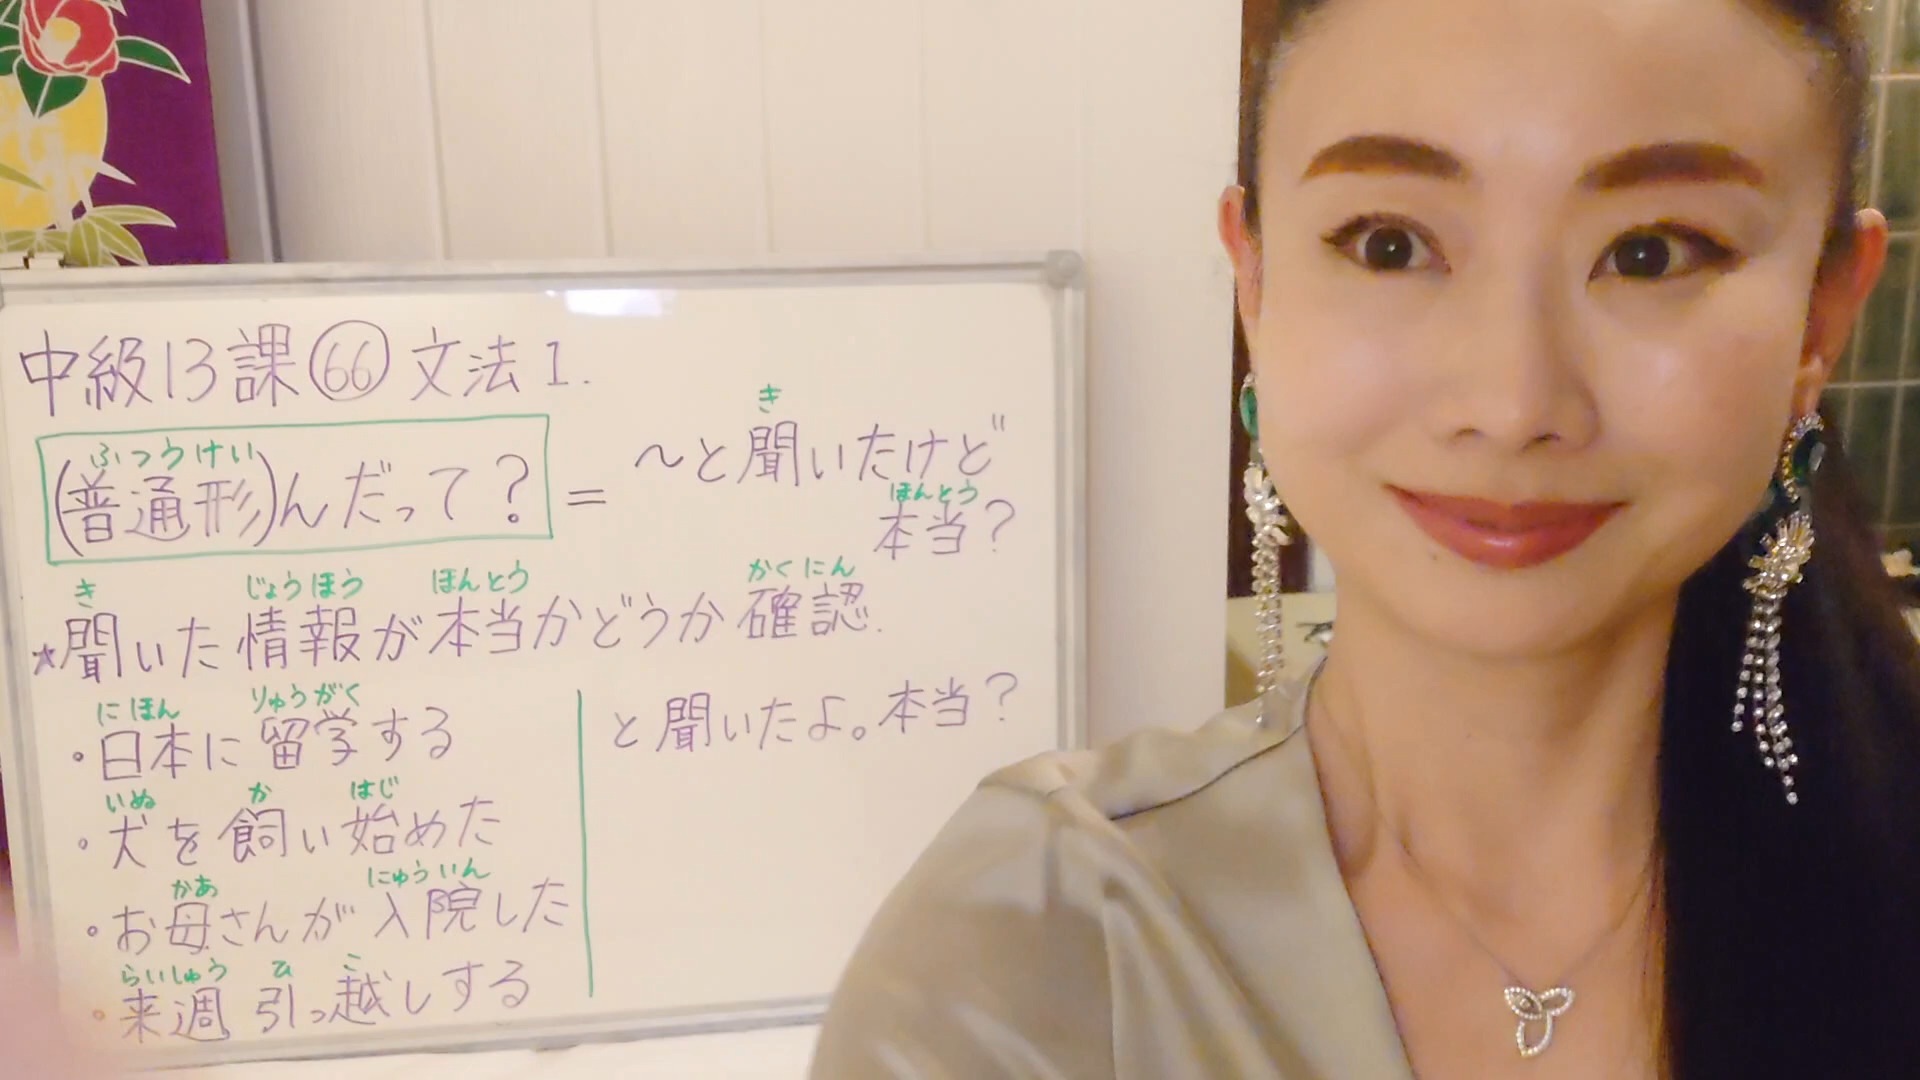 中級13課 66 文法1.
ふつうけい
(普通形)んだって？ =
き
〜と聞いたけど
ほんとう
本当？
き じょうほう ほんとう かくにん
★聞いた情報が本当かどうか確認.
にほん りゅうがく
・日本に留学する
と聞いたよ。本当？
いぬ か はじ
・犬を飼い始めた
かあ にゅういん
・お母さんが入院した
らいしゅう ひ こ
・来週引っ越しする